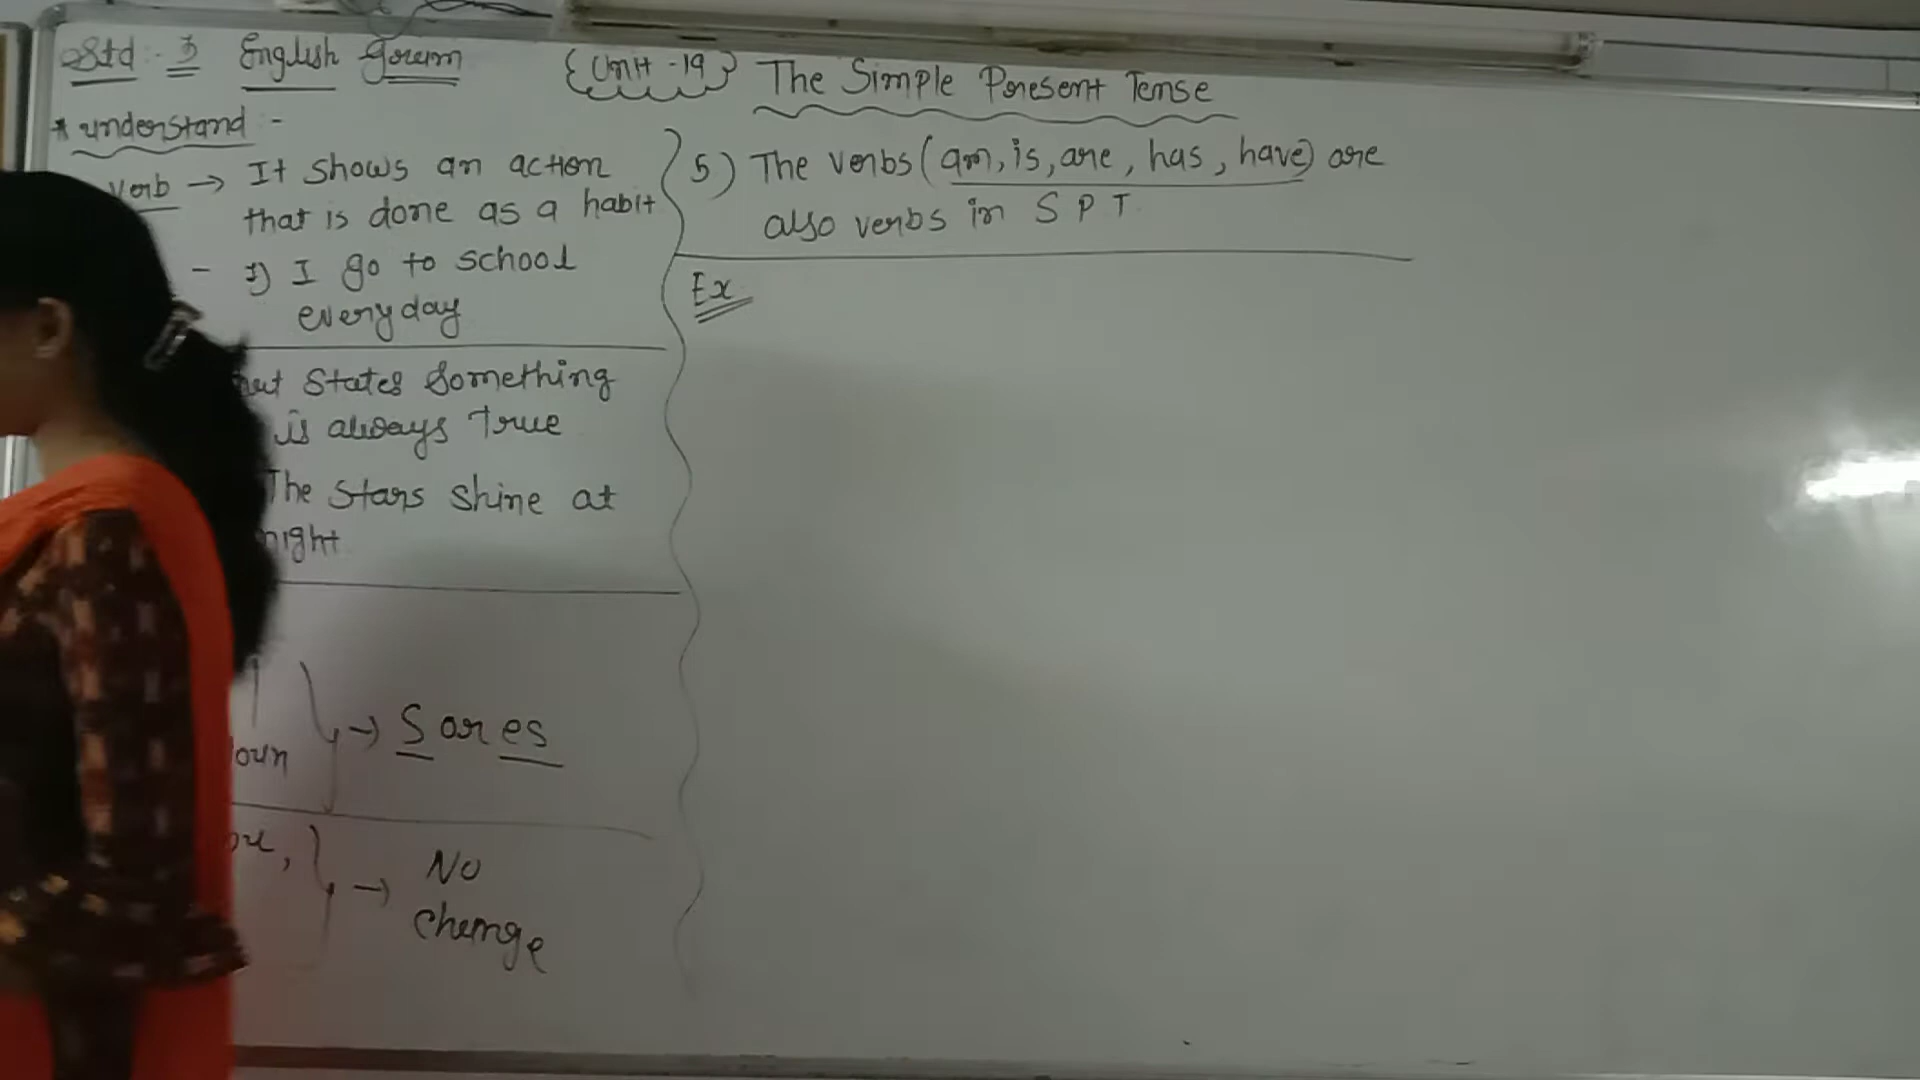 Std - 3 English Gram
{Unit - 19} The Simple Present Tense
* understand :-
verb → It shows an action
that is done as a habit
- 1) I go to school
everyday
States Something
is always True
The stars shine at
night
→ S or es
→ No
Change
5) The verbs (am, is, are, has, have) are
also verbs in S P T
Ex